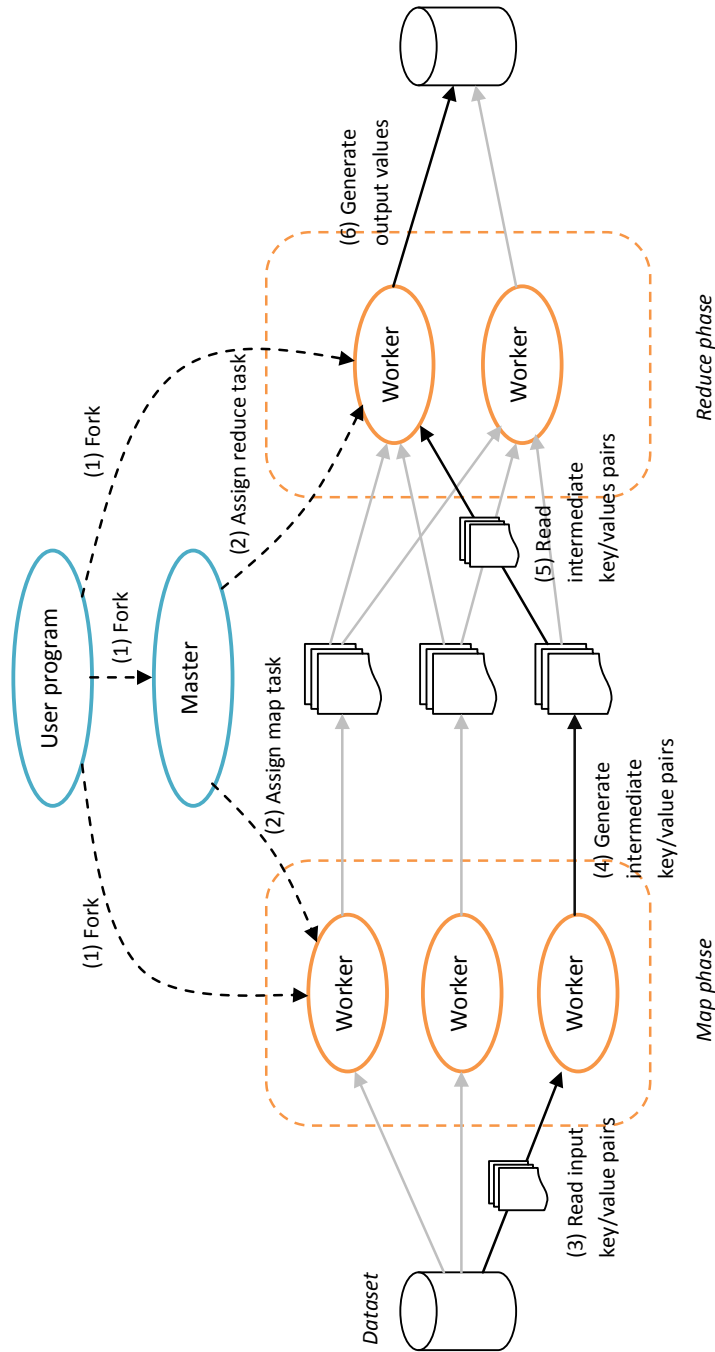 User program
(1) Fork
(1) Fork
(1) Fork
Master
(2) Assign map task
(2) Assign reduce task
Dataset
(3) Read input
key/value pairs
Worker
Worker
Worker
Map phase
(4) Generate
intermediate
key/value pairs
(5) Read
intermediate
key/values pairs
Worker
Worker
Reduce phase
(6) Generate
output values